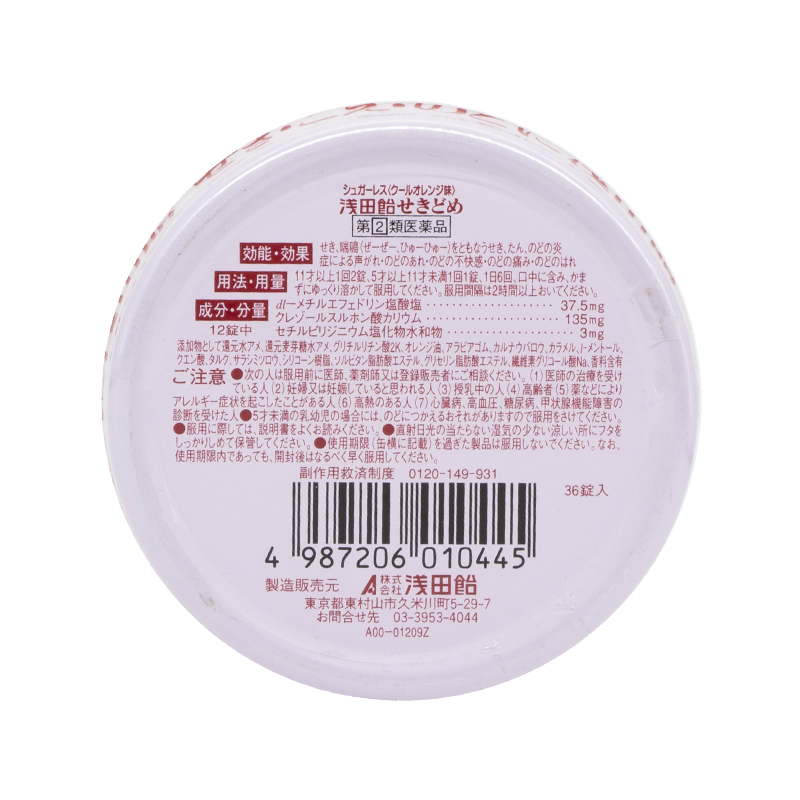 シュガーレス〈クールオレンジ味〉
浅田飴せきどめ
指②類医薬品
効能・効果 せき、喘鳴(ぜーぜー、ひゅーひゅー)をともなうせき、たん、のどの炎
症による声がれ・のどのあれ・のどの不快感・のどの痛み・のどのはれ
用法・用量 11才以上1回2錠、5才以上11才未満1回1錠、1日6回、口中に含み、かま
ずにゆっくり溶かして服用してください。服用間隔は2時間以上おいてください。
成分・分量 dl-メチルエフェドリン塩酸塩 37.5mg
クレゾールスルホン酸カリウム 135mg
12錠中 セチルピリジニウム塩化物水和物 3mg
添加物として還元水アメ、還元麦芽糖水アメ、グリチルリチン酸2K、オレンジ油、アラビアゴム、カルナウバロウ、カラメル、l-メントール、
クエン酸、タルク、サラシミツロウ、シリコーン樹脂、ソルビタン脂肪酸エステル、グリセリン脂肪酸エステル、繊維素グリコール酸Na、香料含有
ご注意 ●次の人は服用前に医師、薬剤師又は登録販売者にご相談ください。(1)医師の治療を受け
ている人(2)妊婦又は妊娠していると思われる人(3)授乳中の人(4)高齢者(5)薬などにより
アレルギー症状を起こしたことがある人(6)高熱のある人(7)心臓病、高血圧、糖尿病、甲状腺機能障害の
診断を受けた人●5才未満の乳幼児の場合には、のどにつかえるおそれがありますので服用をさけてください。
●服用に際しては、説明書をよくお読みください。●直射日光の当たらない湿気の少ない涼しい所にフタを
しっかりしめて保管してください。●使用期限(缶横に記載)を過ぎた製品は服用しないでください。なお、
使用期限内であっても、開封後はなるべく早く服用してください。
副作用救済制度 0120-149-931
36錠入
4 987206 010445
製造販売元 株式会社 浅田飴
東京都東村山市久米川町5-29-7
お問合せ先 03-3953-4044
A00-01209Z